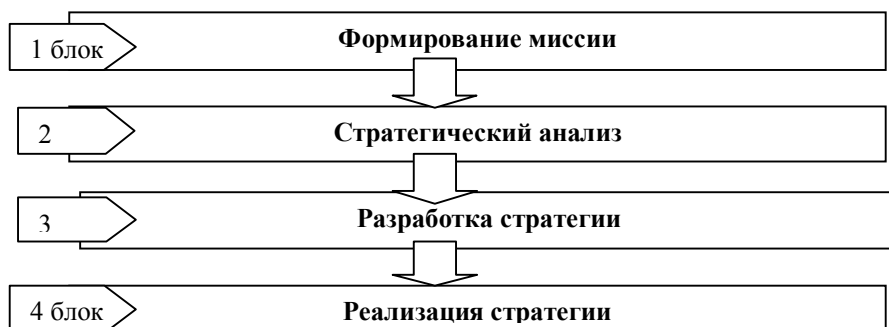 1 блок
Формирование миссии
2
Стратегический анализ
3
Разработка стратегии
4 блок
Реализация стратегии